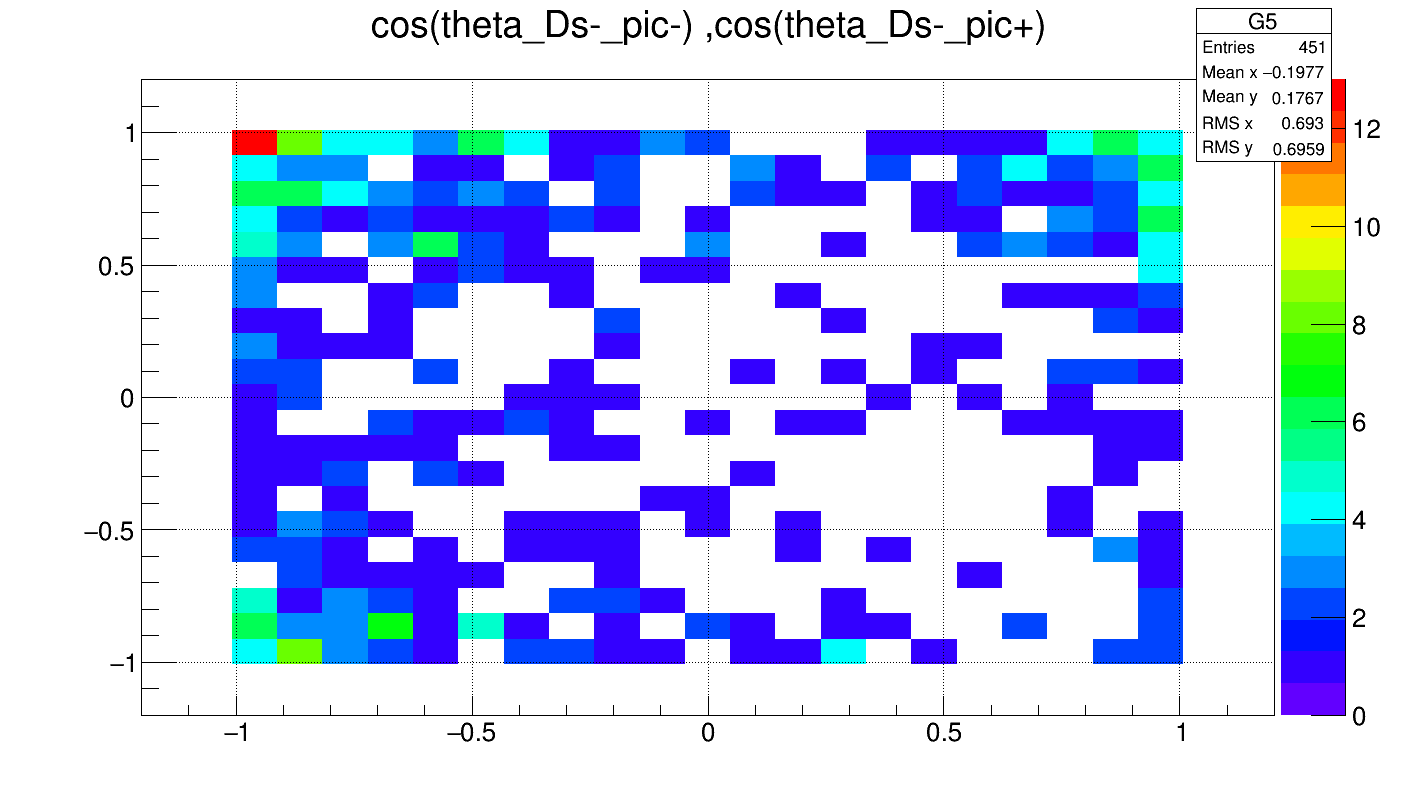 cos(theta_Ds-_pic-) ,cos(theta_Ds-_pic+)
G5
Entries 451
Mean x −0.1977
Mean y 0.1767
RMS x 0.693
RMS y 0.6959
1
0.5
0
−0.5
−1
−1 −0.5 0 0.5 1
12
10
8
6
4
2
0